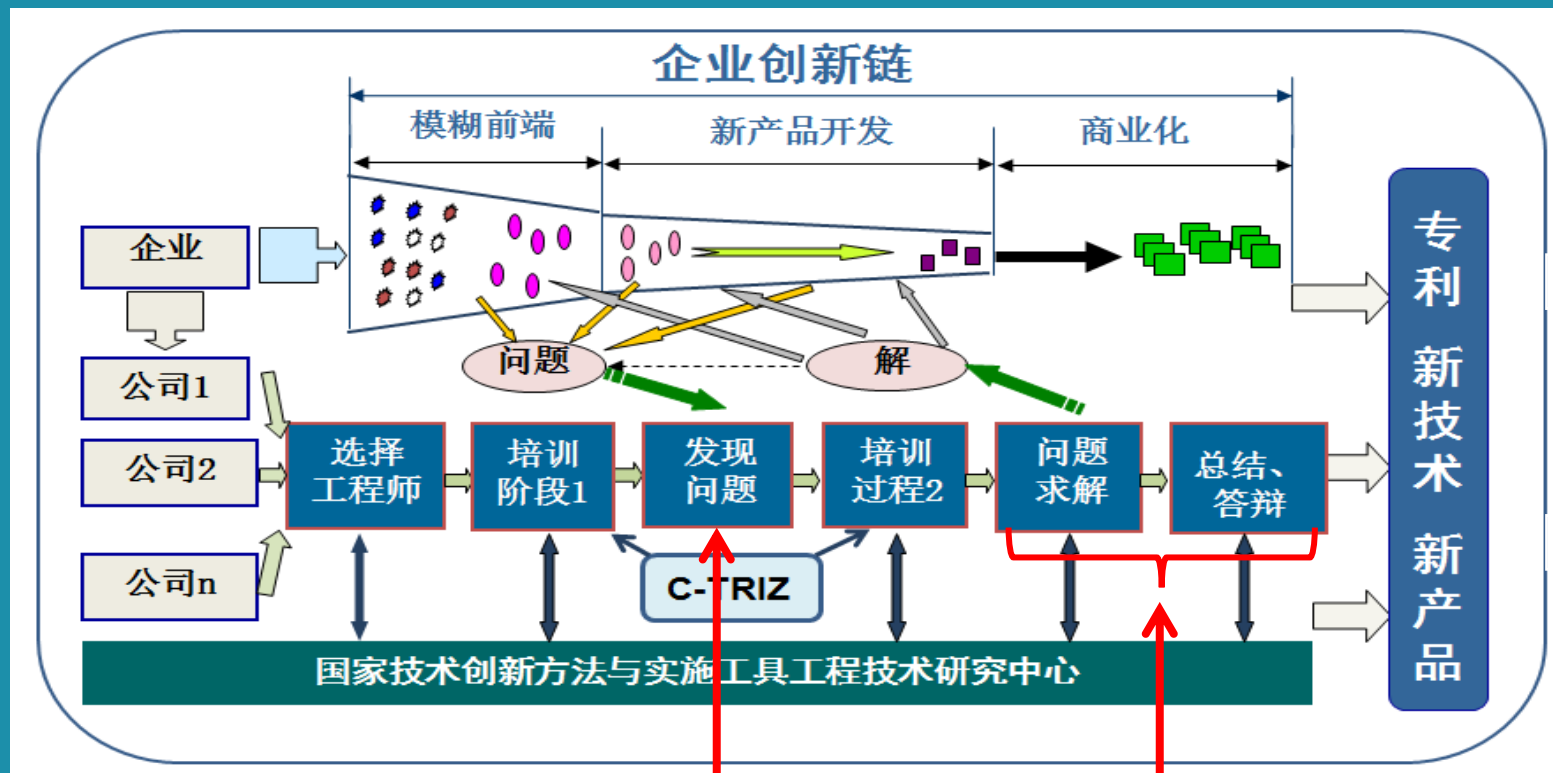 企业创新链
模糊前端
新产品开发
商业化
企业
公司1
公司2
公司n
问题
解
选择
工程师
培训
阶段1
发现
问题
培训
过程2
问题
求解
总结、
答辩
C-TRIZ
国家技术创新方法与实施工具工程技术研究中心
专利
新技术
新产品